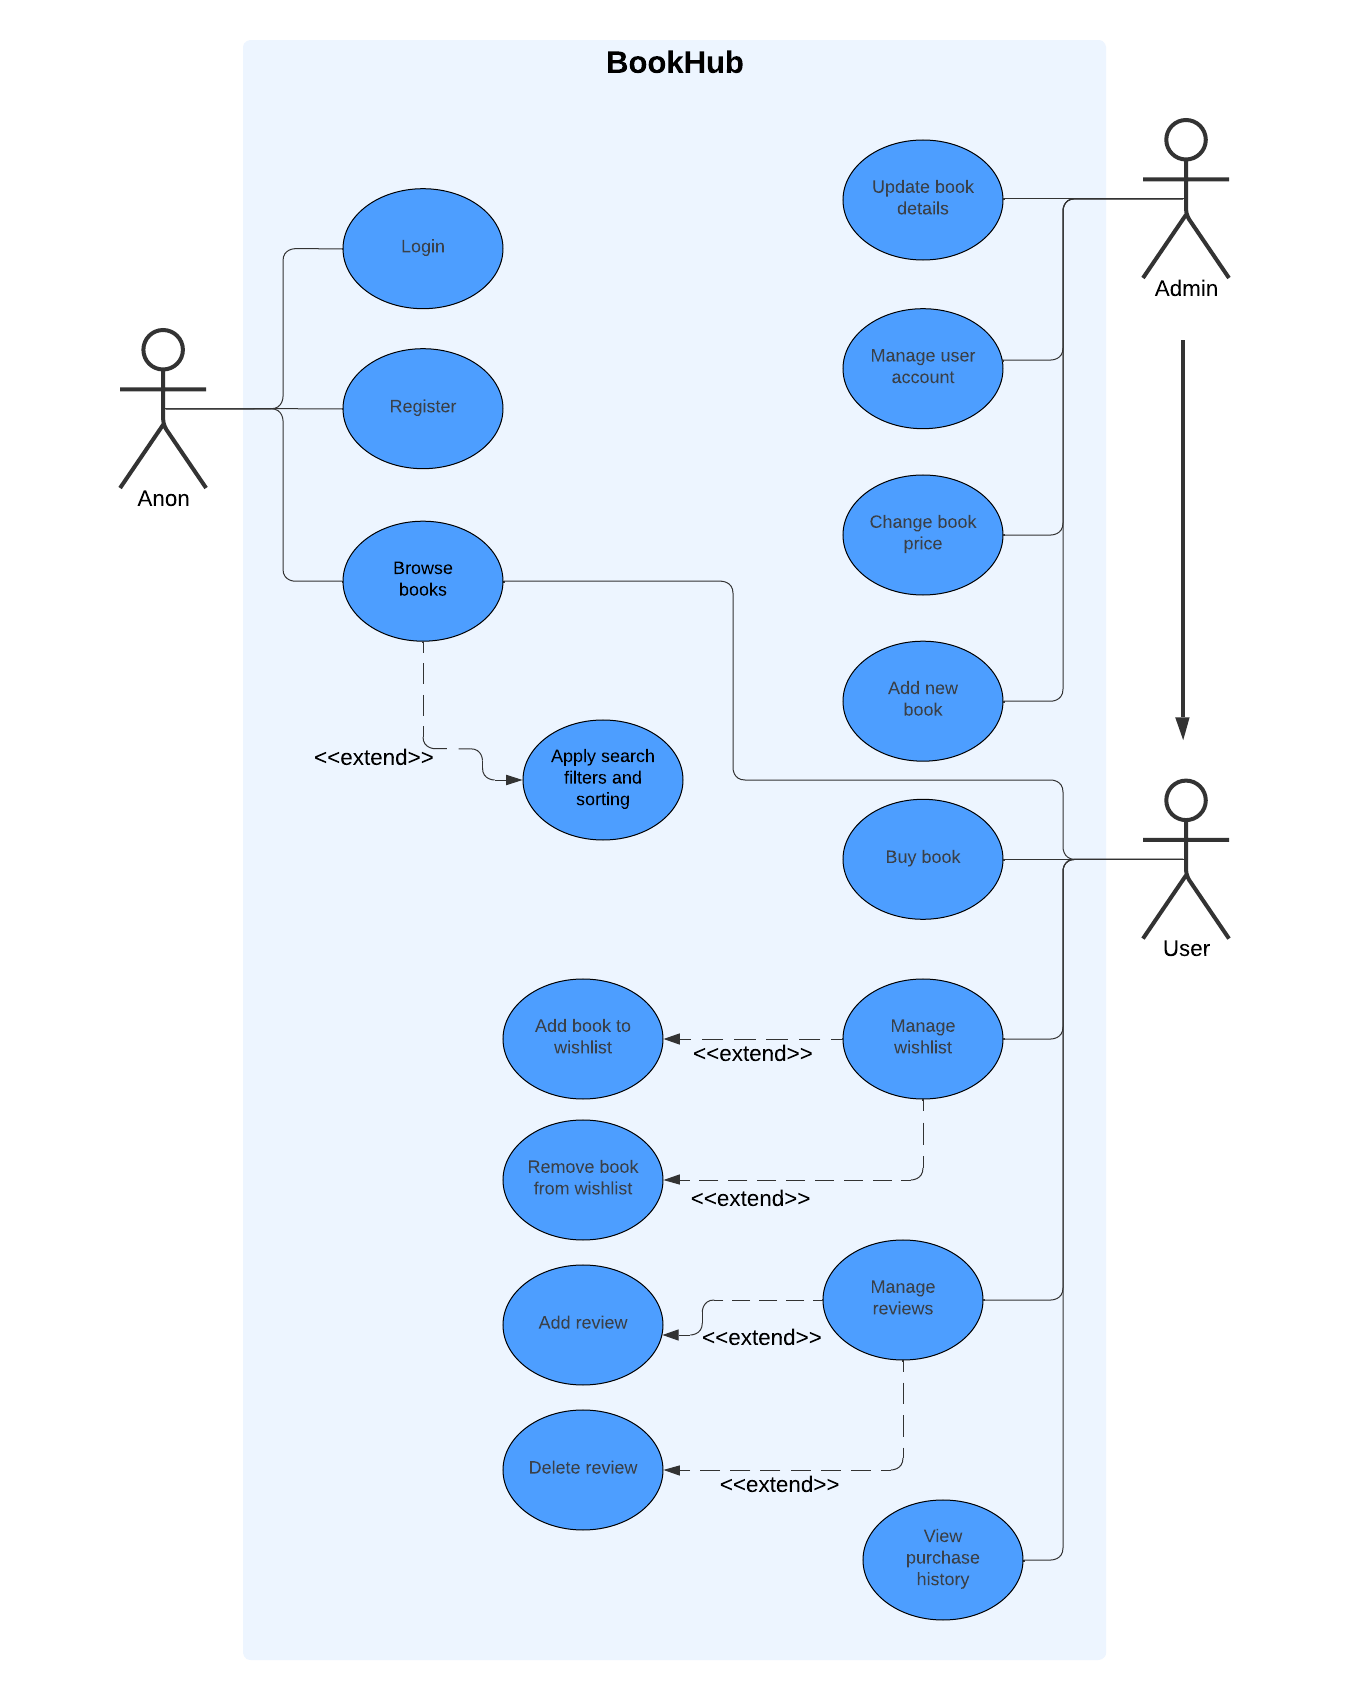 BookHub
Update book
details
Login
Admin
Manage user
account
Register
Anon
Change book
price
Browse
books
Add new
book
<<extend>>
Apply search
filters and
sorting
Buy book
User
Add book to
wishlist
<<extend>>
Manage
wishlist
Remove book
from wishlist
<<extend>>
Manage
reviews
Add review
<<extend>>
Delete review
<<extend>>
View
purchase
history